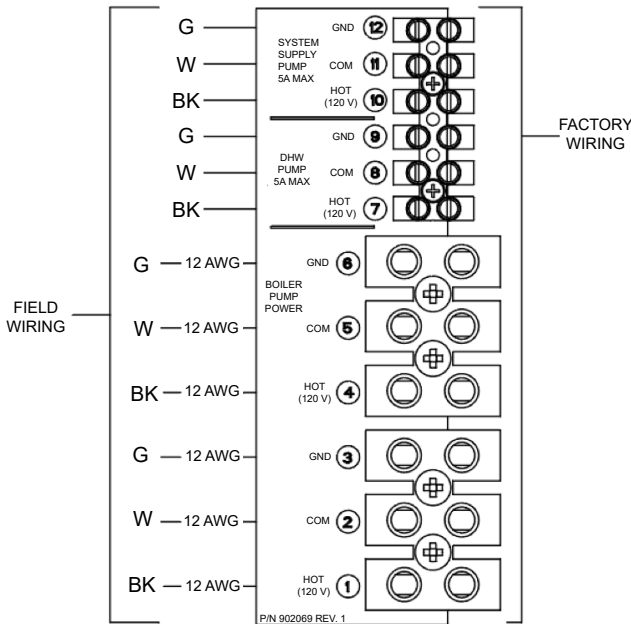 G
GND 12
SYSTEM
SUPPLY
PUMP
5A MAX
W
COM 11
BK
HOT
(120 V) 10
G
GND 9
DHW
PUMP
5A MAX
W
COM 8
BK
HOT
(120 V) 7
FACTORY
WIRING
G 12 AWG
GND 6
BOILER
PUMP
POWER
FIELD
WIRING
W 12 AWG
COM 5
BK 12 AWG
HOT
(120 V) 4
G 12 AWG
GND 3
W 12 AWG
COM 2
BK 12 AWG
HOT
(120 V) 1
P/N 902069 REV. 1